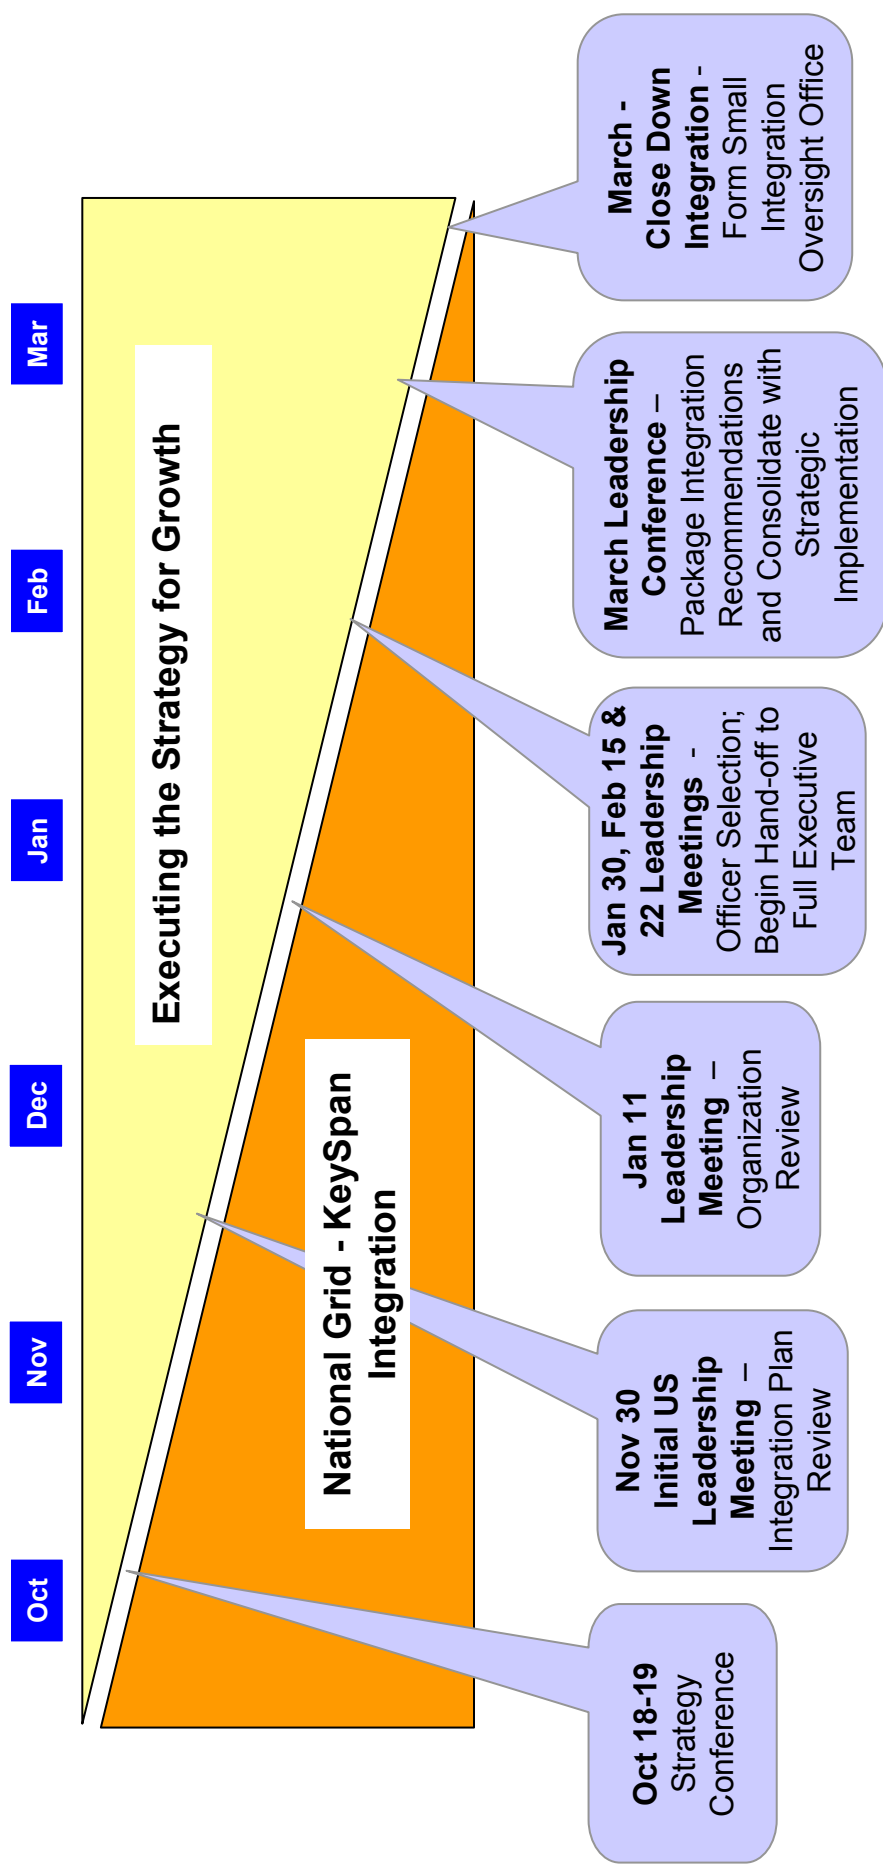 Oct
Nov
Dec
Jan
Feb
Mar
Executing the Strategy for Growth
National Grid - KeySpan
Integration
Oct 18-19
Strategy
Conference
Nov 30
Initial US
Leadership
Meeting –
Integration Plan
Review
Jan 11
Leadership
Meeting –
Organization
Review
Jan 30, Feb 15 &
22 Leadership
Meetings -
Officer Selection;
Begin Hand-off to
Full Executive
Team
March Leadership
Conference –
Package Integration
Recommendations
and Consolidate with
Strategic
Implementation
March -
Close Down
Integration -
Form Small
Integration
Oversight Office